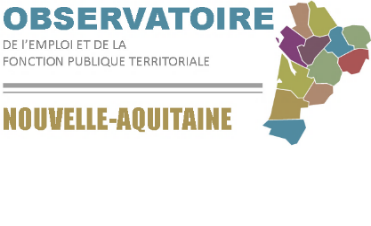 OBSERVATOIRE
DE l'EMPLOI ET DE LA
FONCTION PUBLIQUE TERRITORIALE
NOUVELLE-AQUITAINE